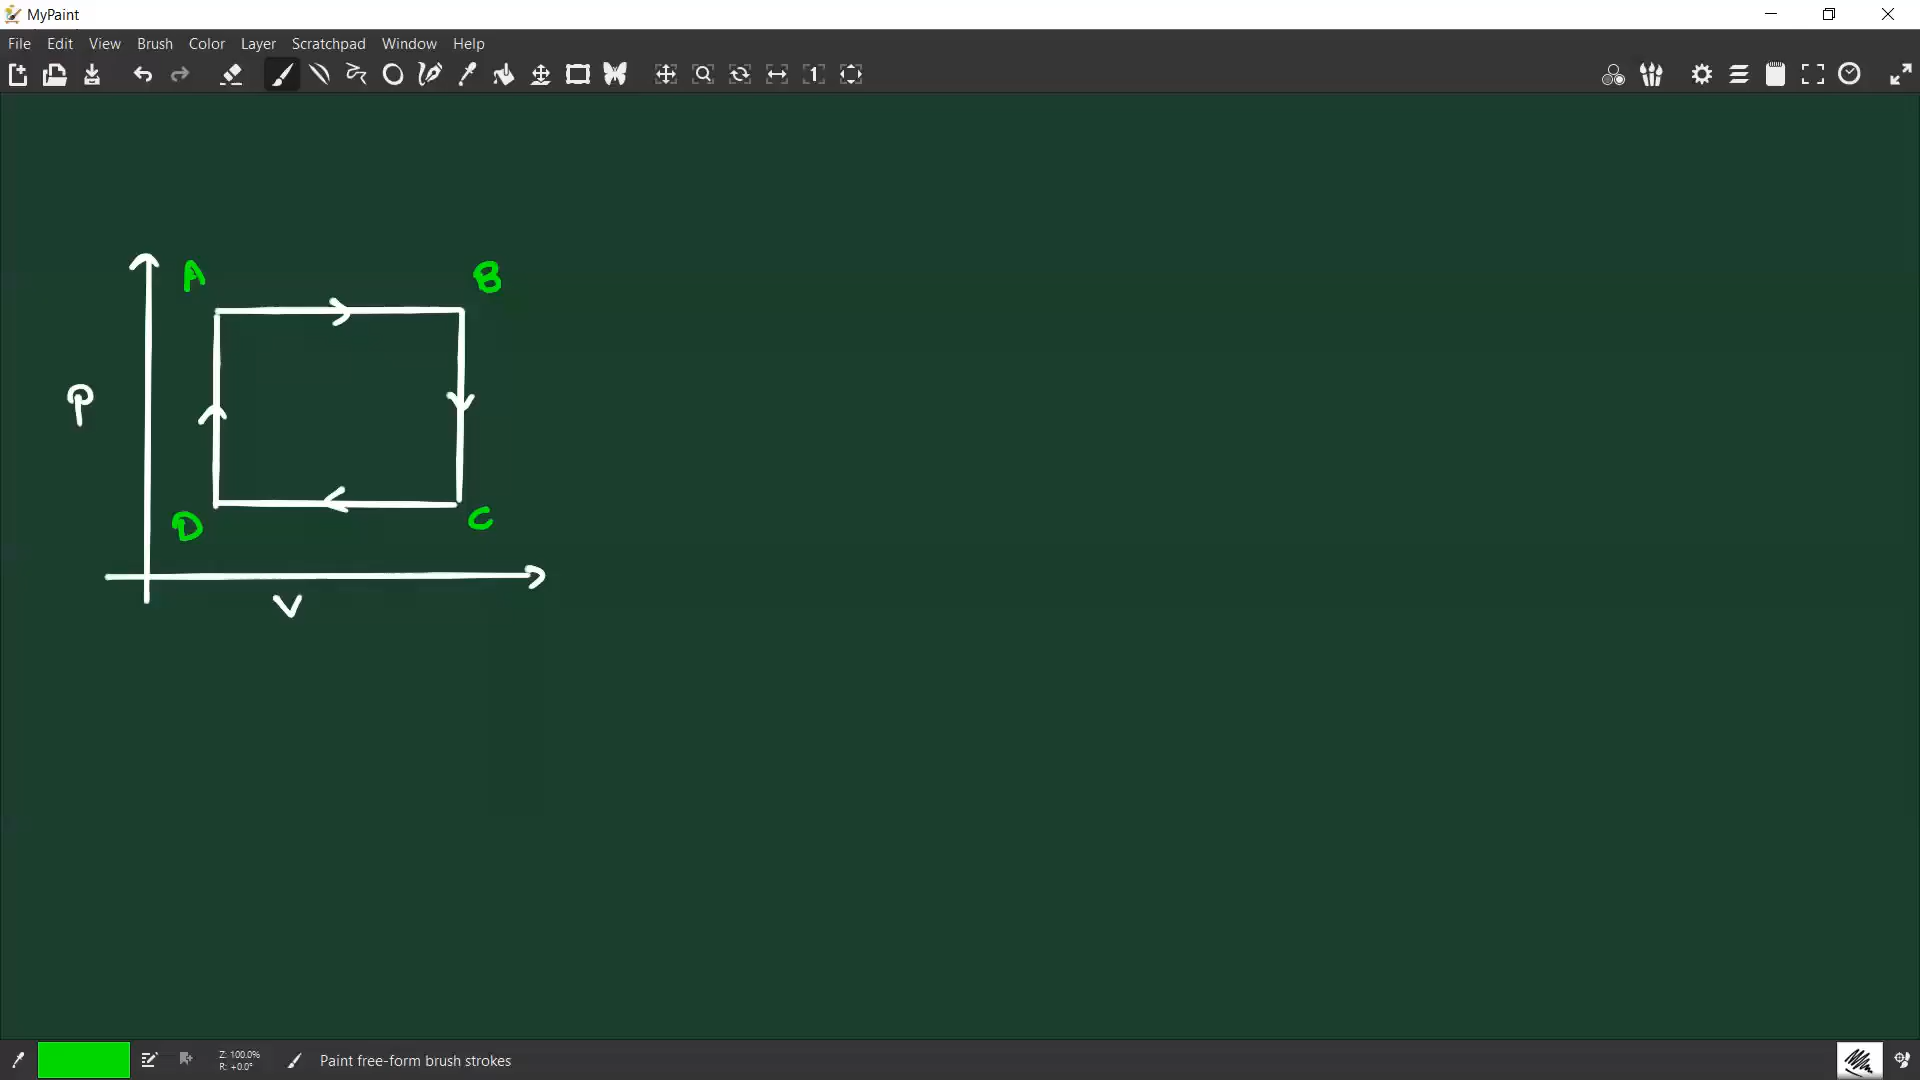 MyPaint
File Edit View Brush Color Layer Scratchpad Window Help
1
A B
P
D C
V
Z: 100.0%
R: +0.0°
Paint free-form brush strokes